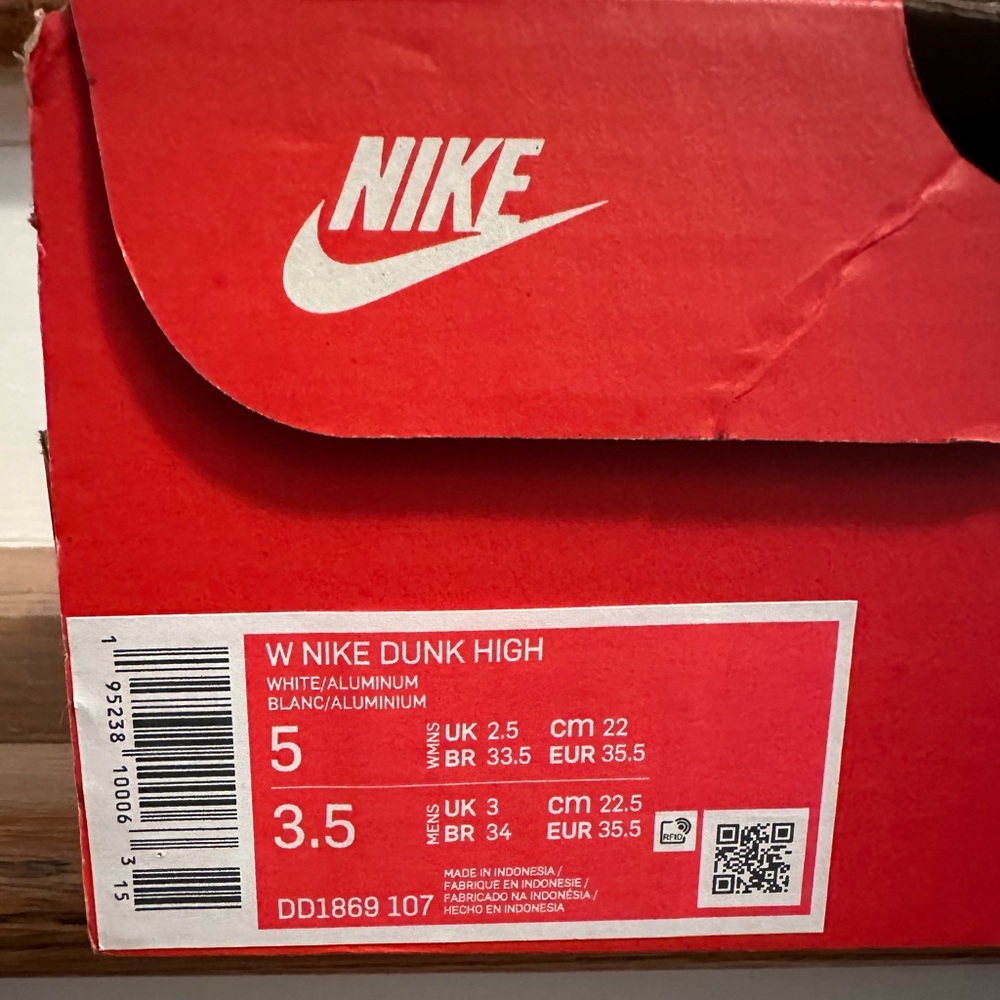 NIKE
W NIKE DUNK HIGH
WHITE/ALUMINUM
BLANC/ALUMINIUM
5 WMNS UK 2.5 cm 22
BR 33.5 EUR 35.5
3.5 MENS UK 3 cm 22.5
BR 34 EUR 35.5
RFID
MADE IN INDONESIA /
FABRIQUE EN INDONESIE /
FABRICADO NA INDONÉSIA /
DD1869 107 HECHO EN INDONESIA
1 95238 10006 3 15